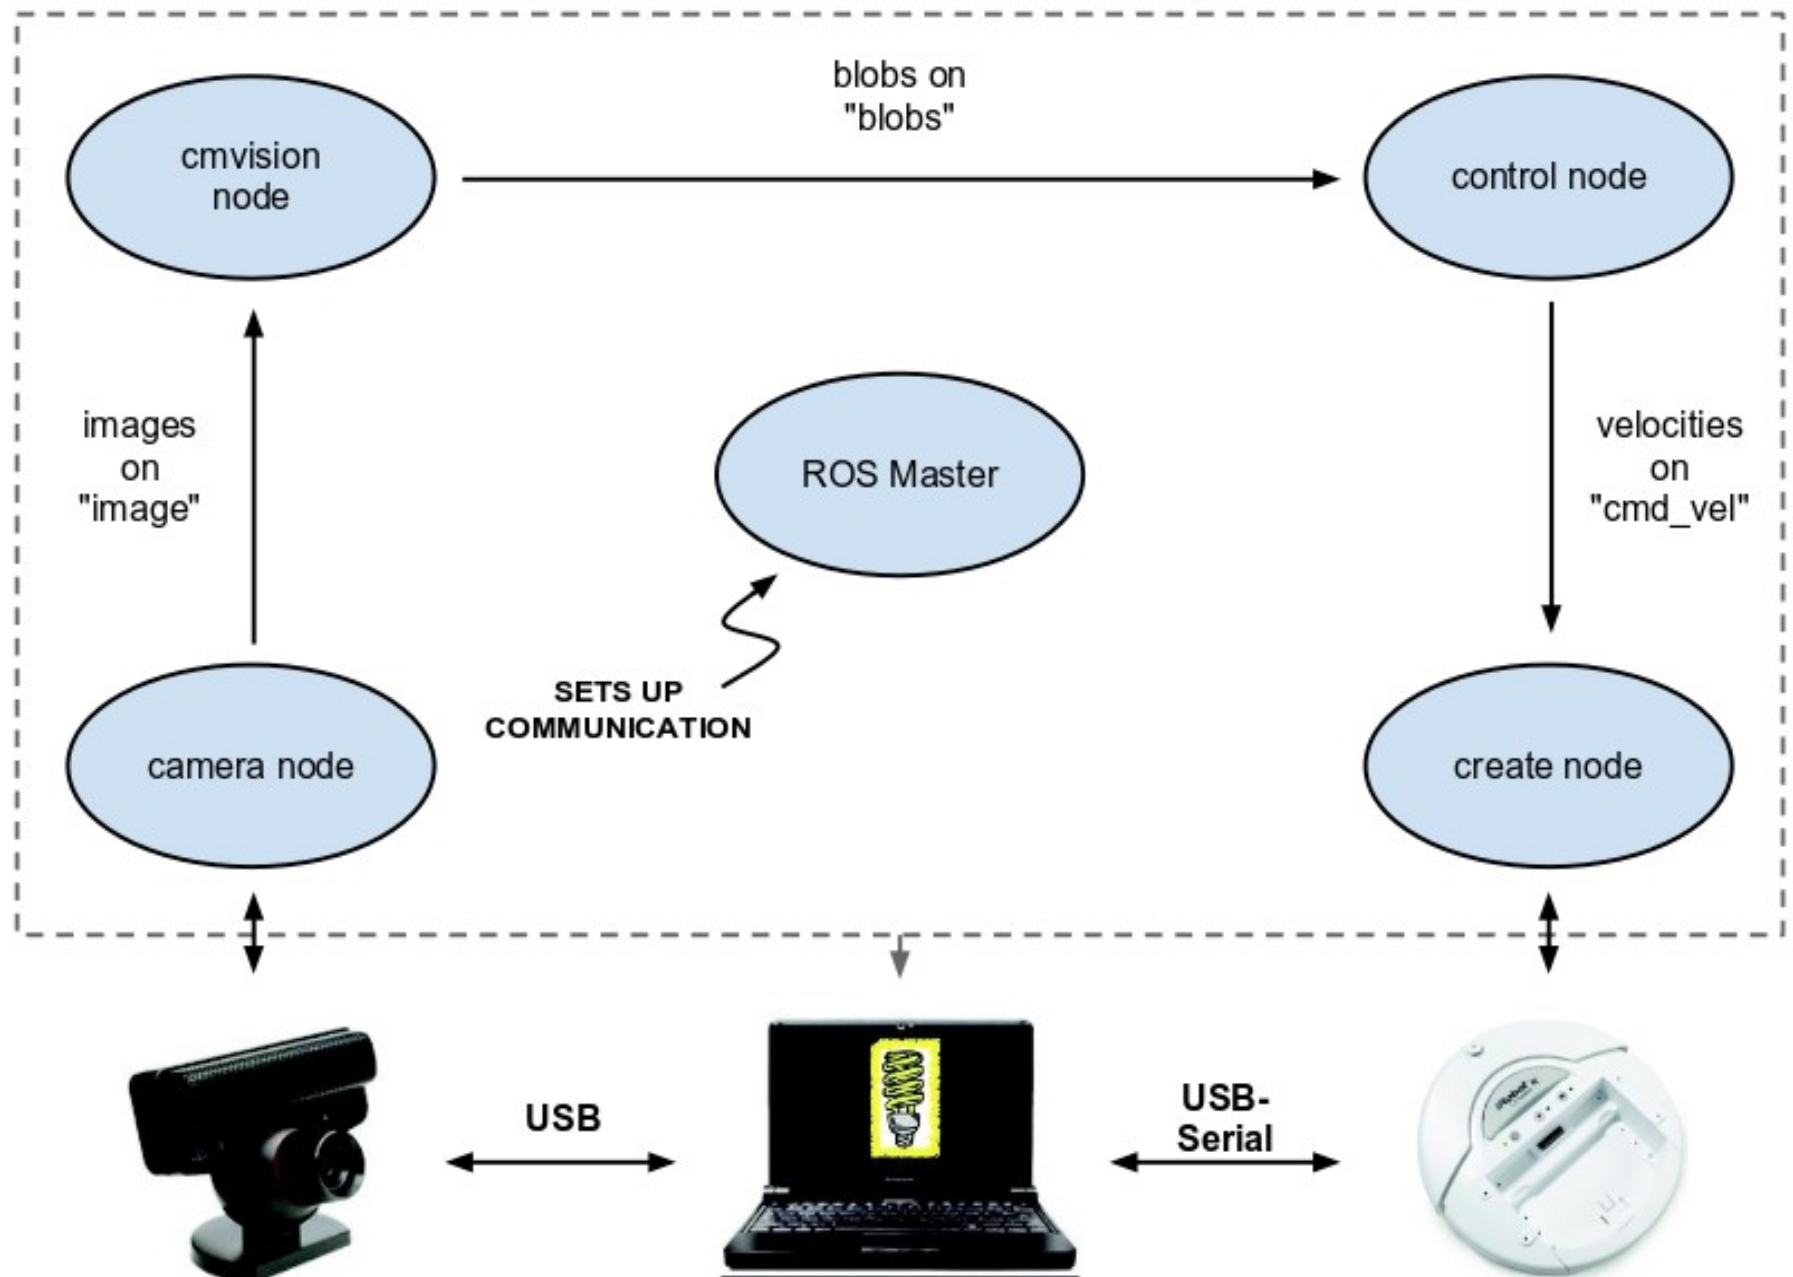 blobs on
"blobs"
cmvision
node
control node
images
on
"image"
ROS Master
velocities
on
"cmd_vel"
SETS UP
COMMUNICATION
camera node
create node
USB
USB-
Serial
iRobot